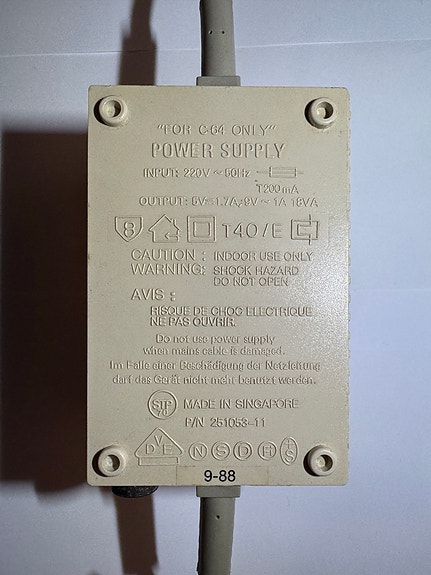 "FOR C-64 ONLY"
POWER SUPPLY
INPUT: 220V ~ 50Hz
T200mA
OUTPUT: 5V⎓1.7A, 9V ~ 1A 18VA
8 T40/E
CAUTION : INDOOR USE ONLY
WARNING: SHOCK HAZARD
DO NOT OPEN
AVIS :
RISQUE DE CHOC ELECTRIQUE
NE PAS OUVRIR.
Do not use power supply
when mains cable is damaged.
Im Falle einer Beschädigung der Netzleitung
darf das Gerät nicht mehr benutzt werden.
MADE IN SINGAPORE
P/N 251053-11
VDE N S D FI +S
9-88